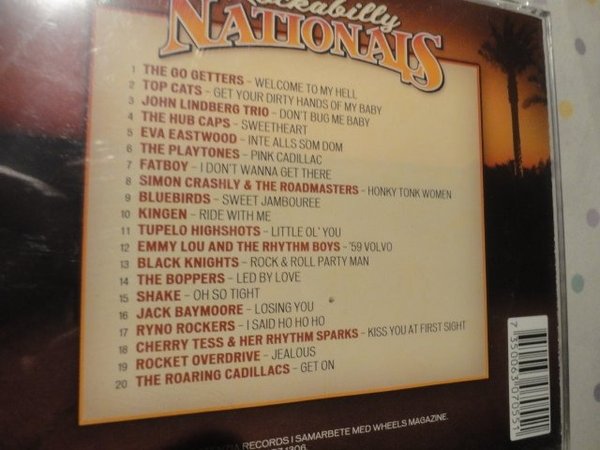 NATIONALS
1 THE GO GETTERS – WELCOME TO MY HELL
2 TOP CATS – GET YOUR DIRTY HANDS OF MY BABY
3 JOHN LINDBERG TRIO – DON'T BUG ME BABY
4 THE HUB CAPS – SWEETHEART
5 EVA EASTWOOD – INTE ALLS SOM DOM
6 THE PLAYTONES – PINK CADILLAC
7 FATBOY – I DON'T WANNA GET THERE
8 SIMON CRASHLY & THE ROADMASTERS – HONKY TONK WOMEN
9 BLUEBIRDS – SWEET JAMBOUREE
10 KINGEN – RIDE WITH ME
11 TUPELO HIGHSHOTS – LITTLE OL' YOU
12 EMMY LOU AND THE RHYTHM BOYS – '59 VOLVO
13 BLACK KNIGHTS – ROCK & ROLL PARTY MAN
14 THE BOPPERS – LED BY LOVE
15 SHAKE – OH SO TIGHT
16 JACK BAYMOORE – LOSING YOU
17 RYNO ROCKERS – I SAID HO HO HO
18 CHERRY TESS & HER RHYTHM SPARKS – KISS YOU AT FIRST SIGHT
19 ROCKET OVERDRIVE – JEALOUS
20 THE ROARING CADILLACS – GET ON
RECORDS I SAMARBETE MED WHEELS MAGAZINE.
7 350063 070551